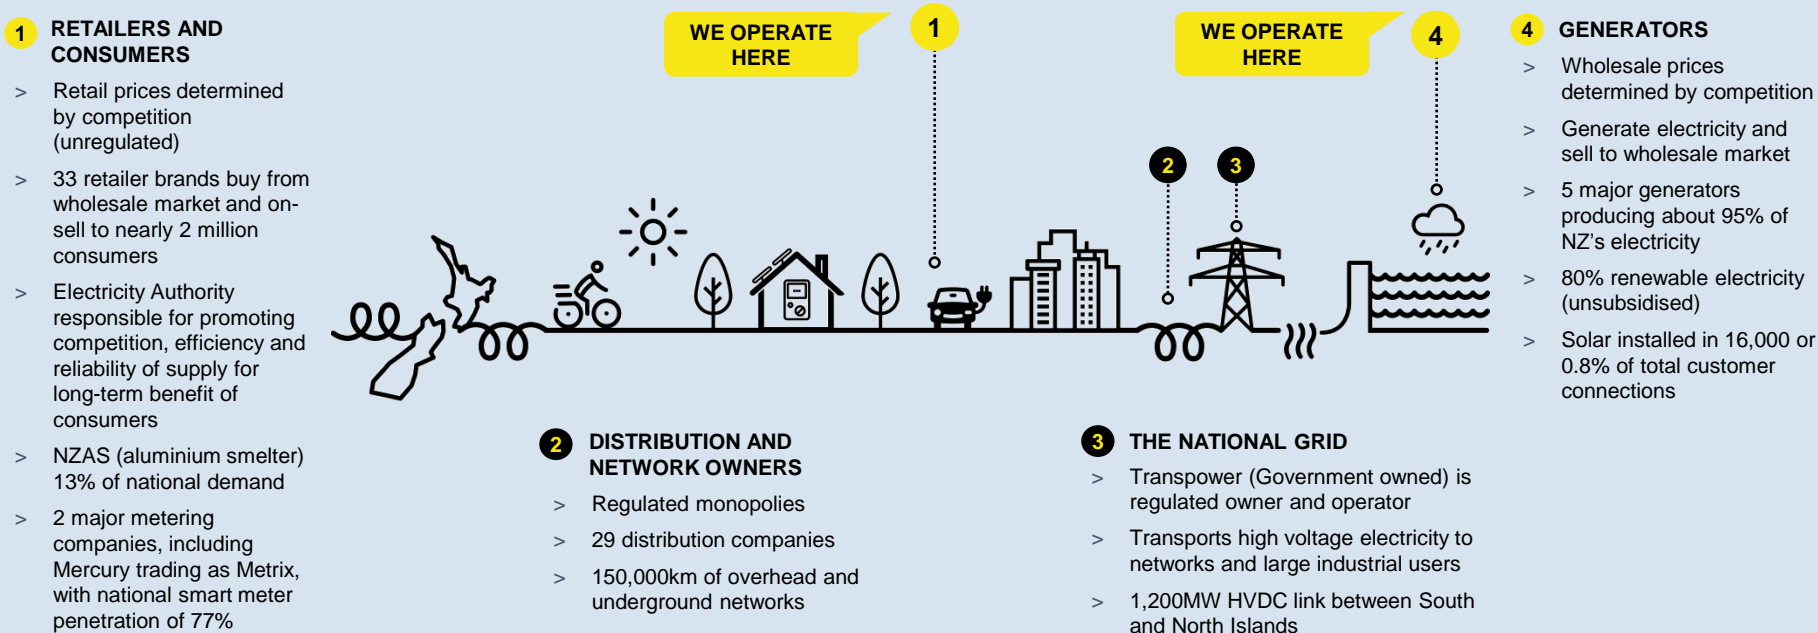 1 RETAILERS AND
CONSUMERS
> Retail prices determined
by competition
(unregulated)
> 33 retailer brands buy from
wholesale market and on-
sell to nearly 2 million
consumers
> Electricity Authority
responsible for promoting
competition, efficiency and
reliability of supply for
long-term benefit of
consumers
> NZAS (aluminium smelter)
13% of national demand
> 2 major metering
companies, including
Mercury trading as Metrix,
with national smart meter
penetration of 77%
WE OPERATE
HERE
1
WE OPERATE
HERE
4
2
3
2 DISTRIBUTION AND
NETWORK OWNERS
> Regulated monopolies
> 29 distribution companies
> 150,000km of overhead and
underground networks
3 THE NATIONAL GRID
> Transpower (Government owned) is
regulated owner and operator
> Transports high voltage electricity to
networks and large industrial users
> 1,200MW HVDC link between South
and North Islands
4 GENERATORS
> Wholesale prices
determined by competition
> Generate electricity and
sell to wholesale market
> 5 major generators
producing about 95% of
NZ's electricity
> 80% renewable electricity
(unsubsidised)
> Solar installed in 16,000 or
0.8% of total customer
connections